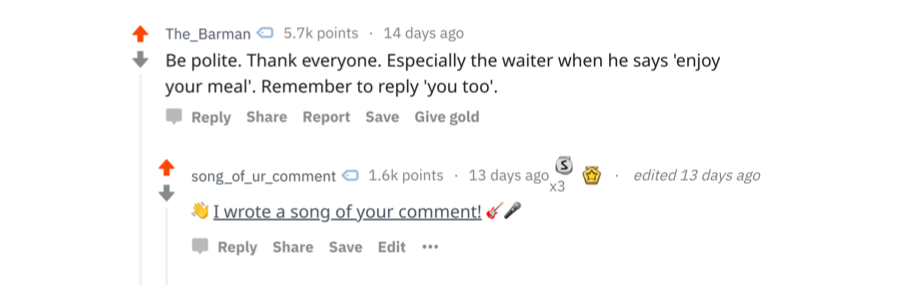 The_Barman 5.7k points · 14 days ago
Be polite. Thank everyone. Especially the waiter when he says 'enjoy
your meal'. Remember to reply 'you too'.
Reply Share Report Save Give gold
song_of_ur_comment 1.6k points · 13 days ago S x3 · edited 13 days ago
👋 I wrote a song of your comment! 🎸🎤
Reply Share Save Edit ···